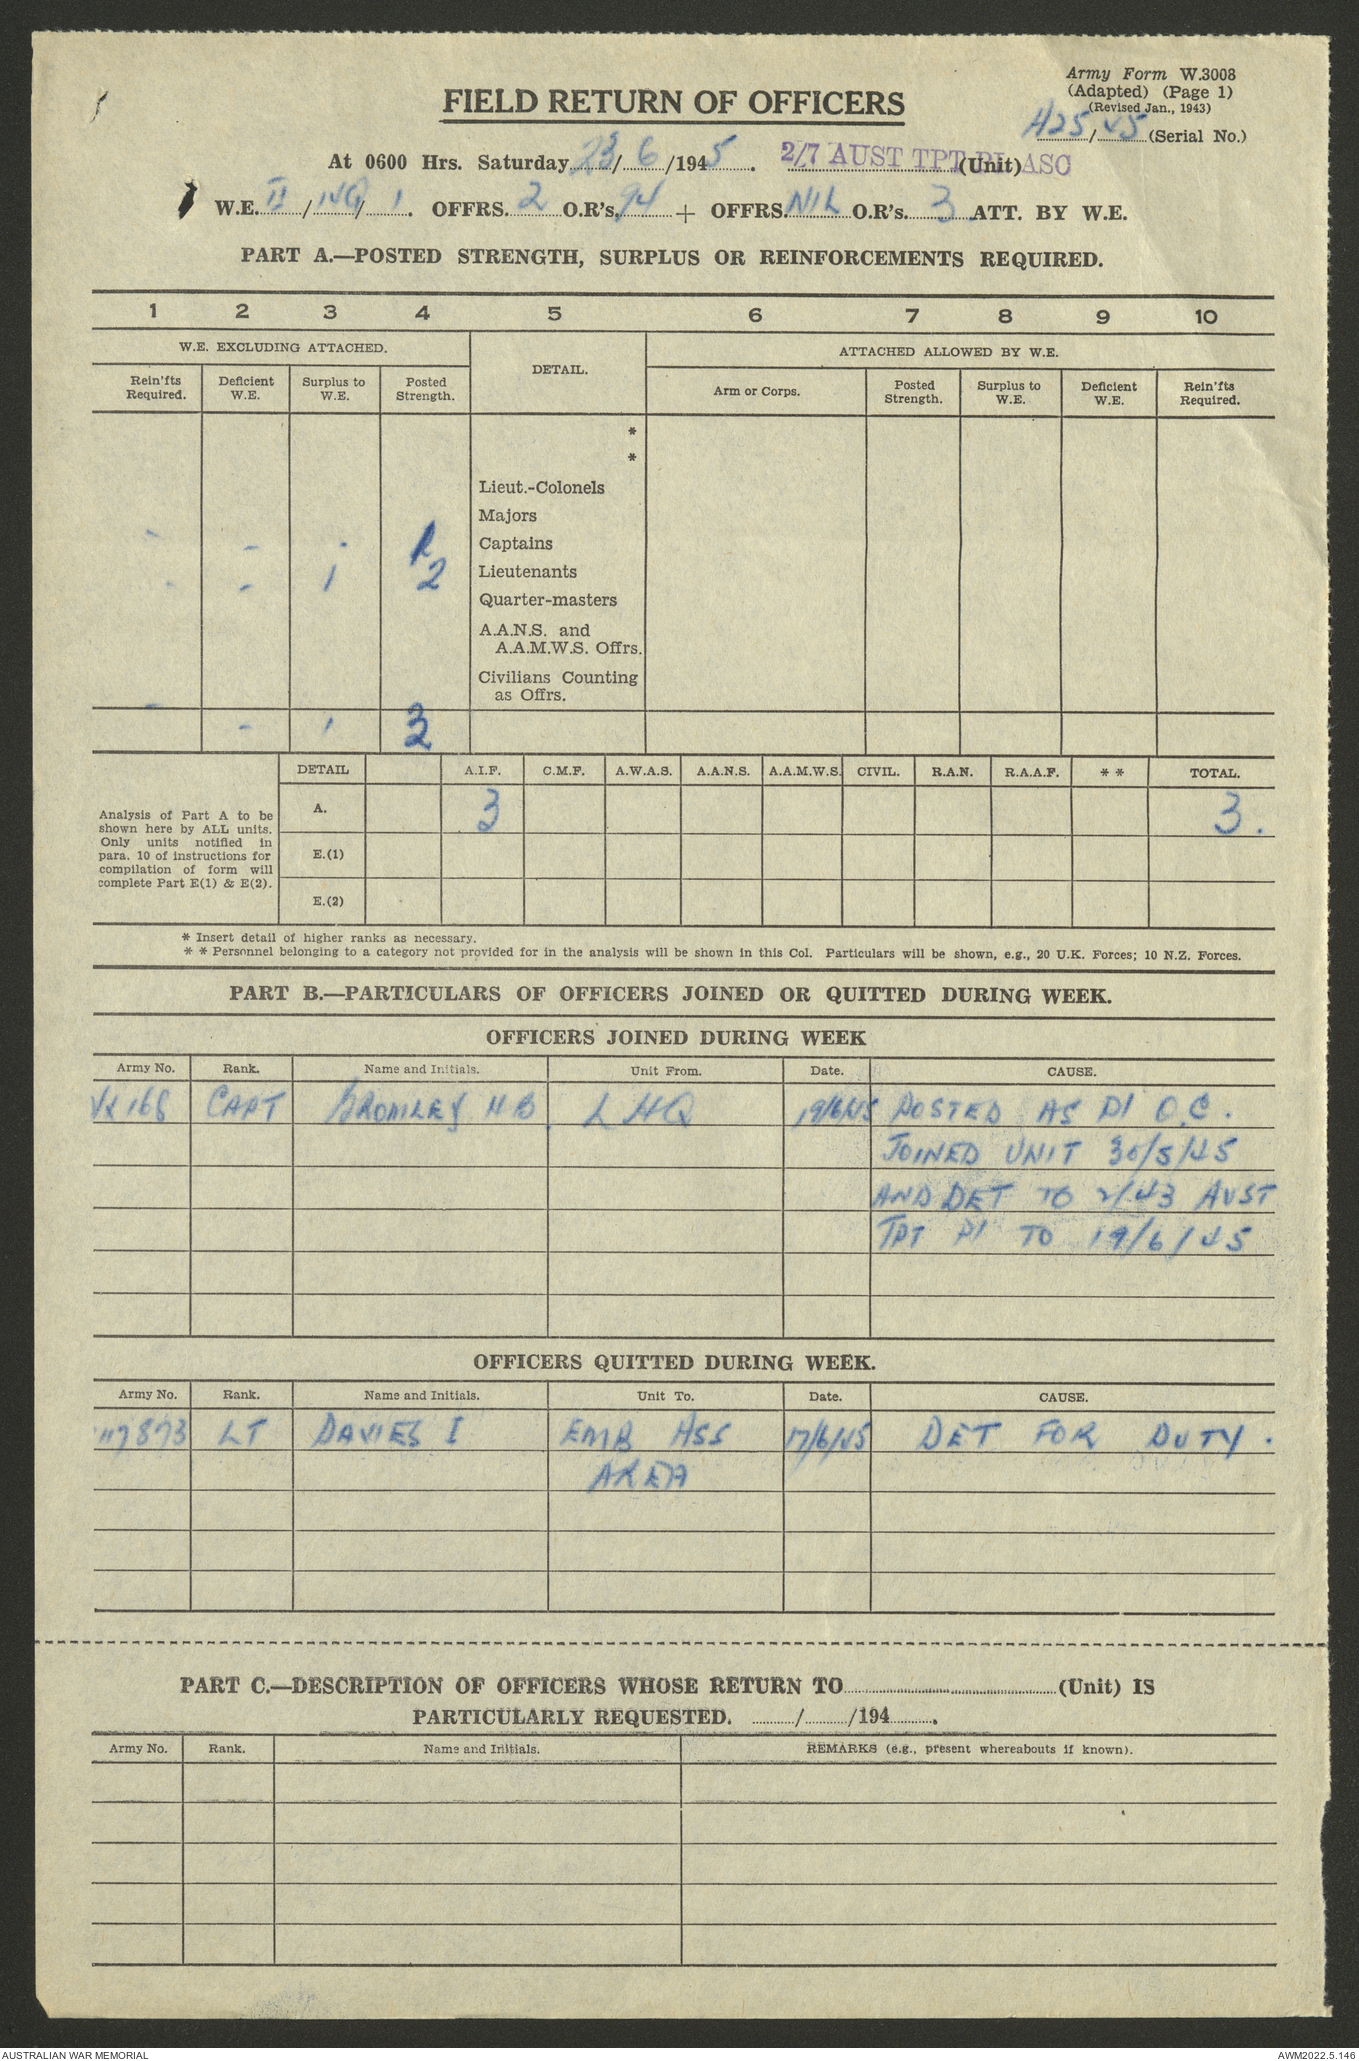 Army Form W.3008
(Adapted) (Page 1)
(Revised Jan., 1943)
FIELD RETURN OF OFFICERS
H25/45 (Serial No.)
At 0600 Hrs. Saturday 23/6/1945. 2/7 AUST TPT PL ASC (Unit)
W.E. II / / 1. OFFRS. 2 O.R's. 94 + OFFRS. NIL O.R's. 3 ATT. BY W.E.
PART A.—POSTED STRENGTH, SURPLUS OR REINFORCEMENTS REQUIRED.
1 2 3 4 5 6 7 8 9 10
W.E. EXCLUDING ATTACHED. DETAIL. ATTACHED ALLOWED BY W.E.
Rein'fts Required. Deficient W.E. Surplus to W.E. Posted Strength. Arm or Corps. Posted Strength. Surplus to W.E. Deficient W.E. Rein'fts Required.
*
*
Lieut.-Colonels
Majors
- - - Captains
- - 1 2 Lieutenants
Quarter-masters
A.A.N.S. and
A.A.M.W.S. Offrs.
Civilians Counting
as Offrs.
- - 1 3
DETAIL A.I.F. C.M.F. A.W.A.S. A.A.N.S. A.A.M.W.S. CIVIL. R.A.N. R.A.A.F. * * TOTAL.
Analysis of Part A to be
shown here by ALL units.
Only units notified in
para. 10 of instructions for
compilation of form will
complete Part E(1) & E(2).
A. 3 3.
E.(1)
E.(2)
* Insert detail of higher ranks as necessary.
* * Personnel belonging to a category not provided for in the analysis will be shown in this Col. Particulars will be shown, e.g., 20 U.K. Forces; 10 N.Z. Forces.
PART B.—PARTICULARS OF OFFICERS JOINED OR QUITTED DURING WEEK.
OFFICERS JOINED DURING WEEK
Army No. Rank. Name and Initials. Unit From. Date. CAUSE.
CAPT BROMLEY H B LHQ 19/6/45 POSTED AS Pl O.C.
JOINED UNIT 30/5/45
AND DET TO 2/43 AUST
TPT Pl TO 19/6/45
OFFICERS QUITTED DURING WEEK.
Army No. Rank. Name and Initials. Unit To. Date. CAUSE.
117873 LT DAVIES I EMB ASS 17/6/45 DET FOR DUTY.
AREA
PART C.—DESCRIPTION OF OFFICERS WHOSE RETURN TO (Unit) IS
PARTICULARLY REQUESTED. / /194 .
Army No. Rank. Name and Initials. REMARKS (e.g., present whereabouts if known).
AUSTRALIAN WAR MEMORIAL
AWM2022.5.146